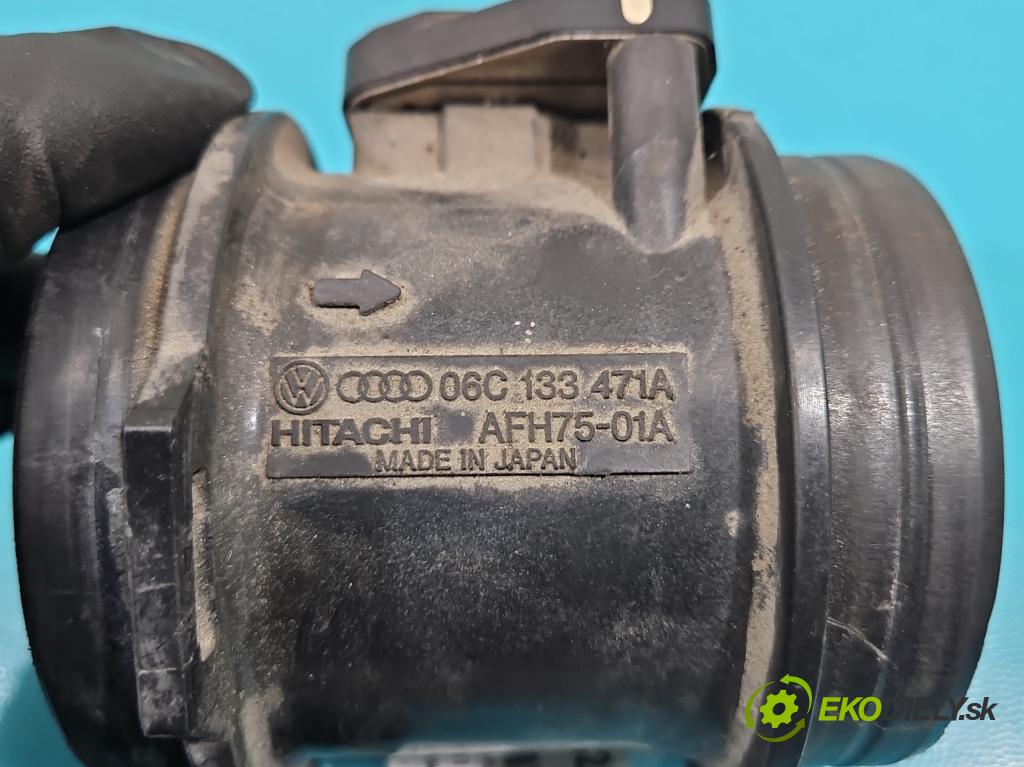 06C 133 471A
HITACHI AFH75-01A
MADE IN JAPAN
EKODIELY.sk